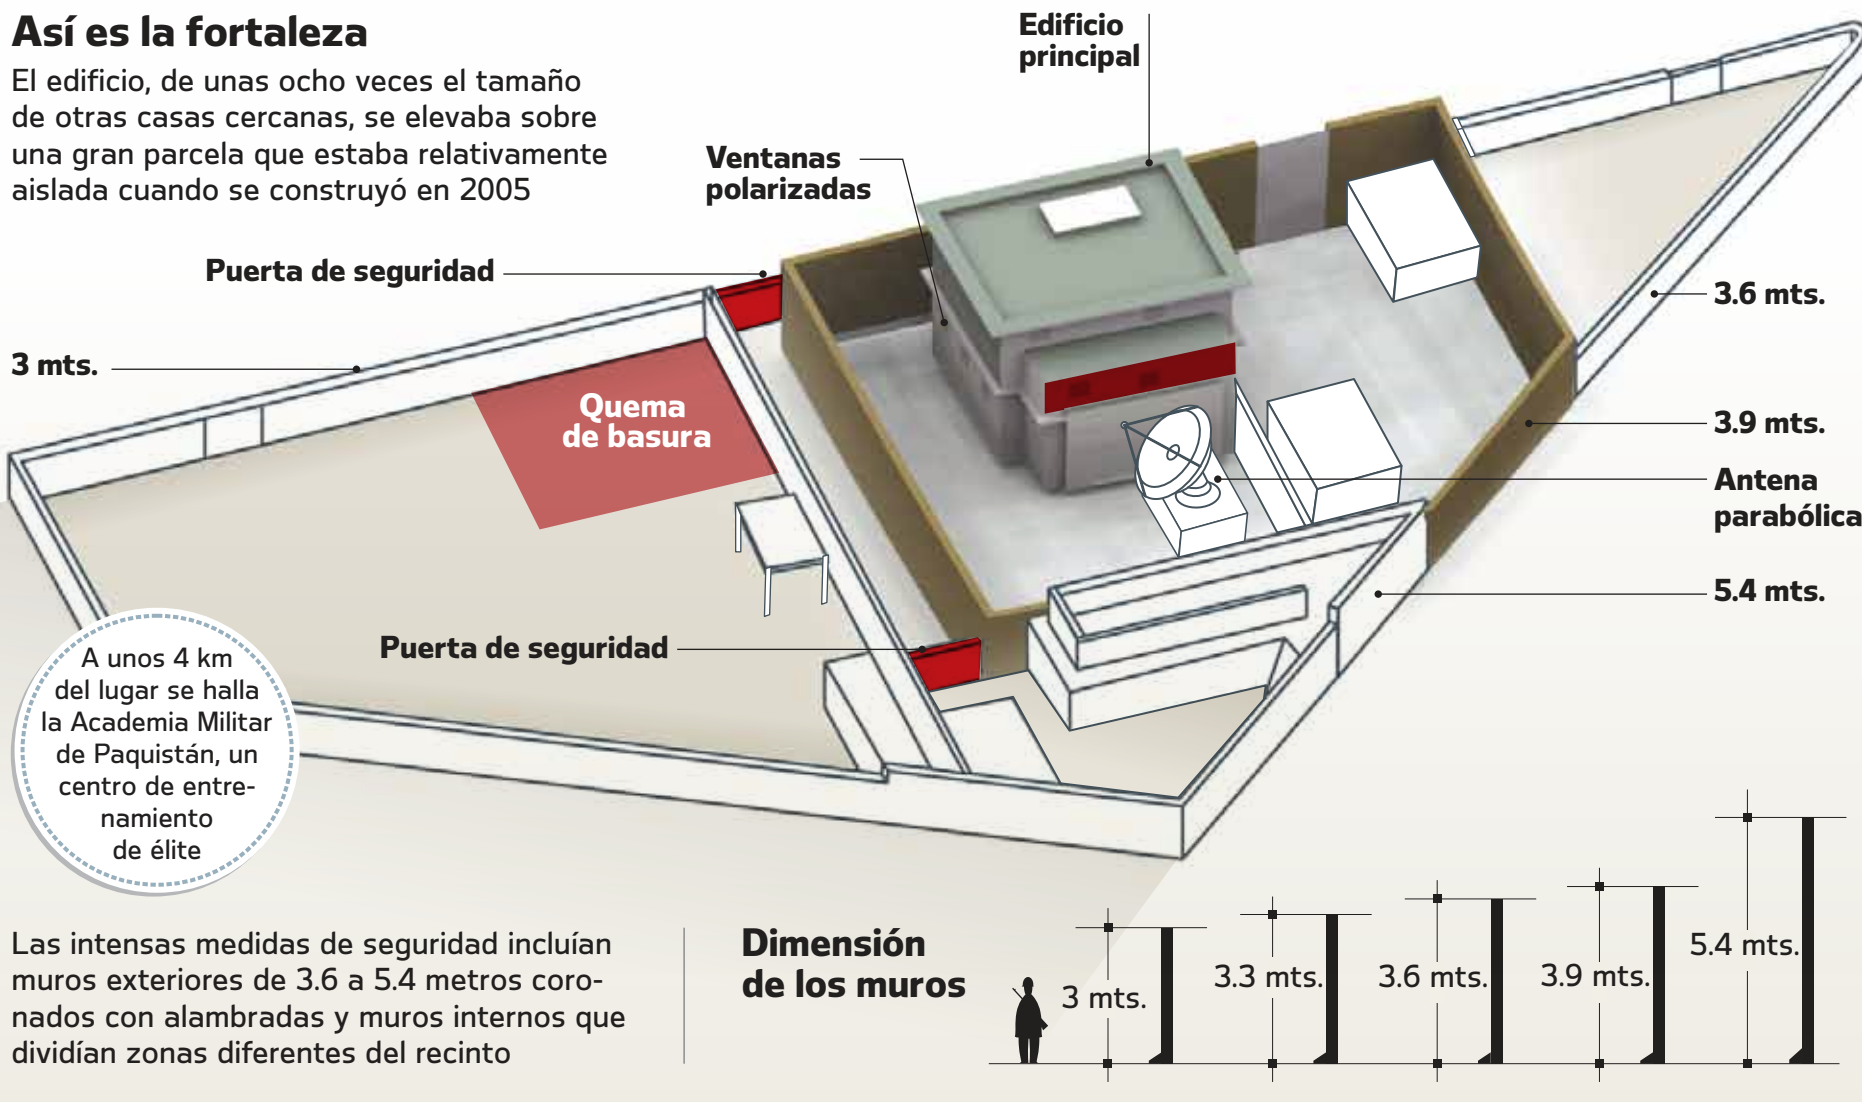 Así es la fortaleza
El edificio, de unas ocho veces el tamaño
de otras casas cercanas, se elevaba sobre
una gran parcela que estaba relativamente
aislada cuando se construyó en 2005
Edificio
principal
Ventanas
polarizadas
Puerta de seguridad
3 mts.
Quema
de basura
3.6 mts.
3.9 mts.
Antena
parabólica
5.4 mts.
Puerta de seguridad
A unos 4 km
del lugar se halla
la Academia Militar
de Paquistán, un
centro de entre-
namiento
de élite
Las intensas medidas de seguridad incluían
muros exteriores de 3.6 a 5.4 metros coro-
nados con alambradas y muros internos que
dividían zonas diferentes del recinto
Dimensión
de los muros
3 mts.
3.3 mts.
3.6 mts.
3.9 mts.
5.4 mts.